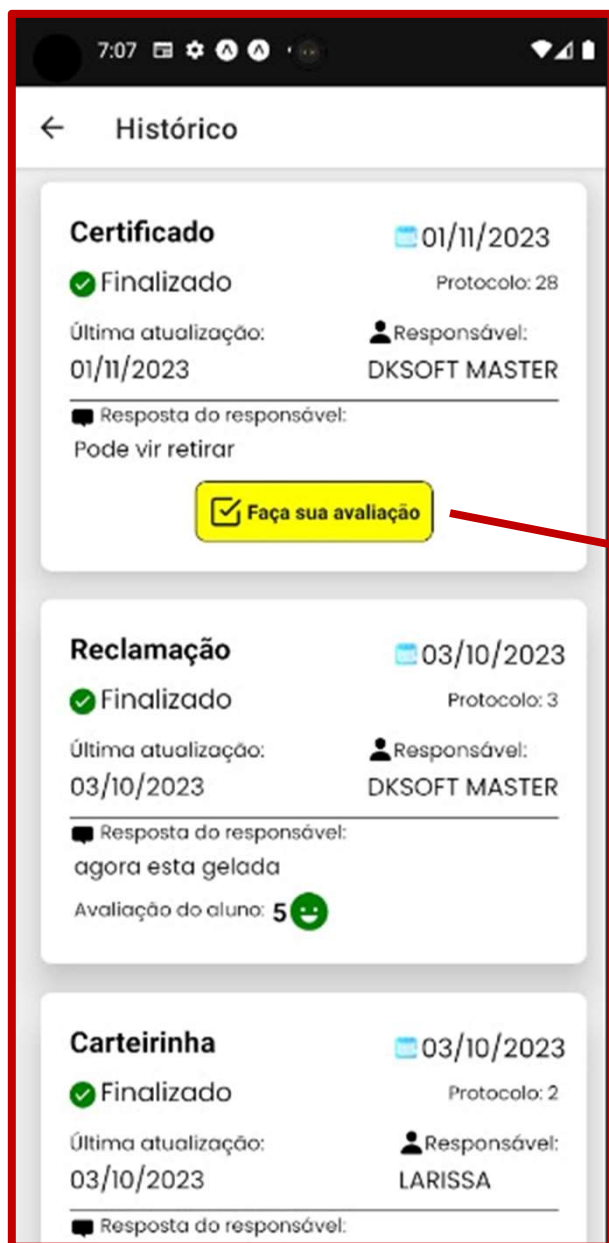 7:07
Histórico
Certificado 01/11/2023
Finalizado Protocolo: 28
Última atualização: Responsável:
01/11/2023 DKSOFT MASTER
Resposta do responsável:
Pode vir retirar
Faça sua avaliação
Reclamação 03/10/2023
Finalizado Protocolo: 3
Última atualização: Responsável:
03/10/2023 DKSOFT MASTER
Resposta do responsável:
agora esta gelada
Avaliação do aluno: 5
Carteirinha 03/10/2023
Finalizado Protocolo: 2
Última atualização: Responsável:
03/10/2023 LARISSA
Resposta do responsável: